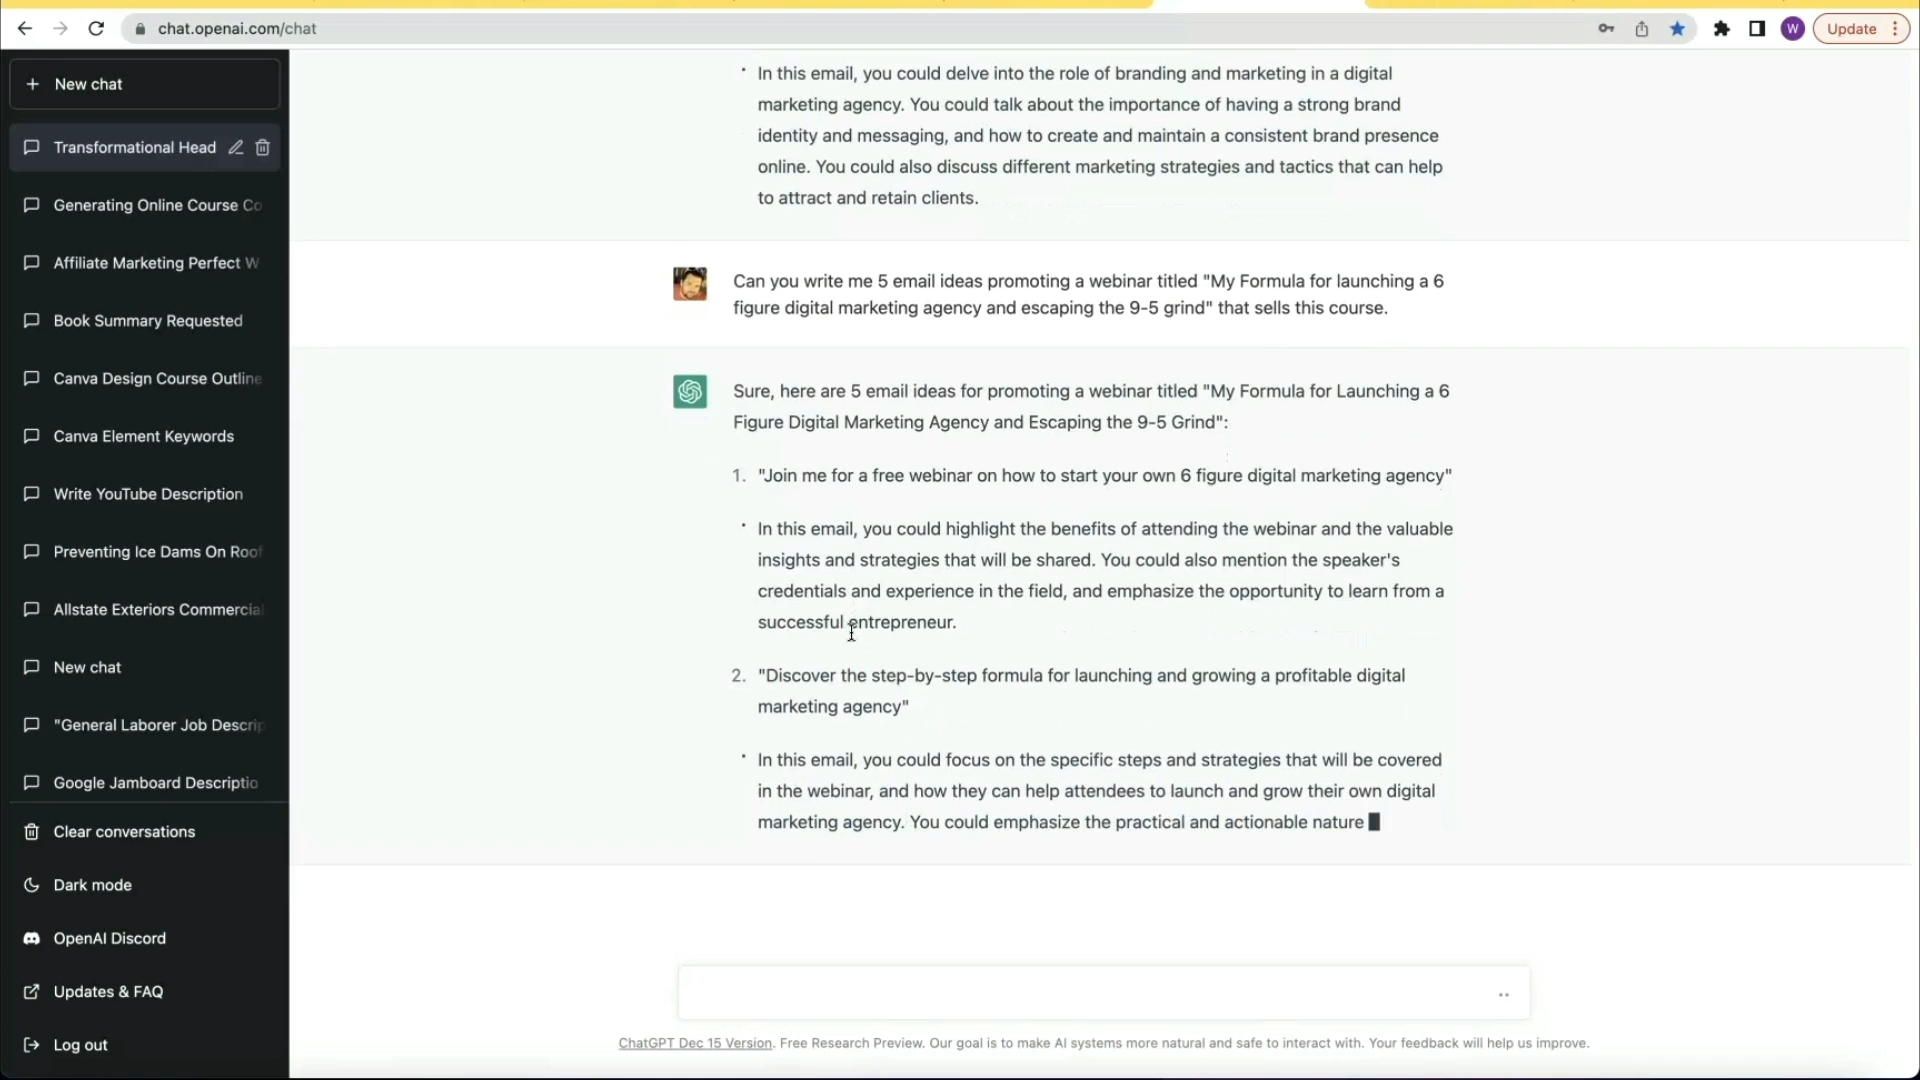 chat.openai.com/chat
W
Update
New chat
Transformational Head
Generating Online Course Co
Affiliate Marketing Perfect W
Book Summary Requested
Canva Design Course Outline
Canva Element Keywords
Write YouTube Description
Preventing Ice Dams On Roof
Allstate Exteriors Commercial
New chat
"General Laborer Job Descrip
Google Jamboard Descriptio
Clear conversations
Dark mode
OpenAI Discord
Updates & FAQ
Log out
· In this email, you could delve into the role of branding and marketing in a digital
marketing agency. You could talk about the importance of having a strong brand
identity and messaging, and how to create and maintain a consistent brand presence
online. You could also discuss different marketing strategies and tactics that can help
to attract and retain clients.
Can you write me 5 email ideas promoting a webinar titled "My Formula for launching a 6
figure digital marketing agency and escaping the 9-5 grind" that sells this course.
Sure, here are 5 email ideas for promoting a webinar titled "My Formula for Launching a 6
Figure Digital Marketing Agency and Escaping the 9-5 Grind":
1. "Join me for a free webinar on how to start your own 6 figure digital marketing agency"
· In this email, you could highlight the benefits of attending the webinar and the valuable
insights and strategies that will be shared. You could also mention the speaker's
credentials and experience in the field, and emphasize the opportunity to learn from a
successful entrepreneur.
2. "Discover the step-by-step formula for launching and growing a profitable digital
marketing agency"
· In this email, you could focus on the specific steps and strategies that will be covered
in the webinar, and how they can help attendees to launch and grow their own digital
marketing agency. You could emphasize the practical and actionable nature
ChatGPT Dec 15 Version. Free Research Preview. Our goal is to make AI systems more natural and safe to interact with. Your feedback will help us improve.